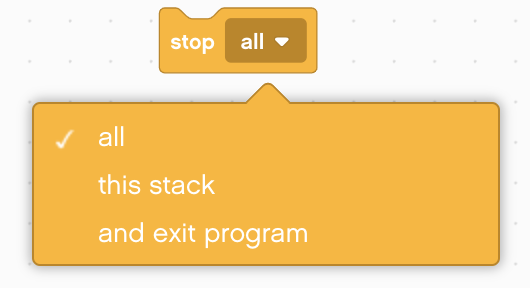 stop all
all
this stack
and exit program